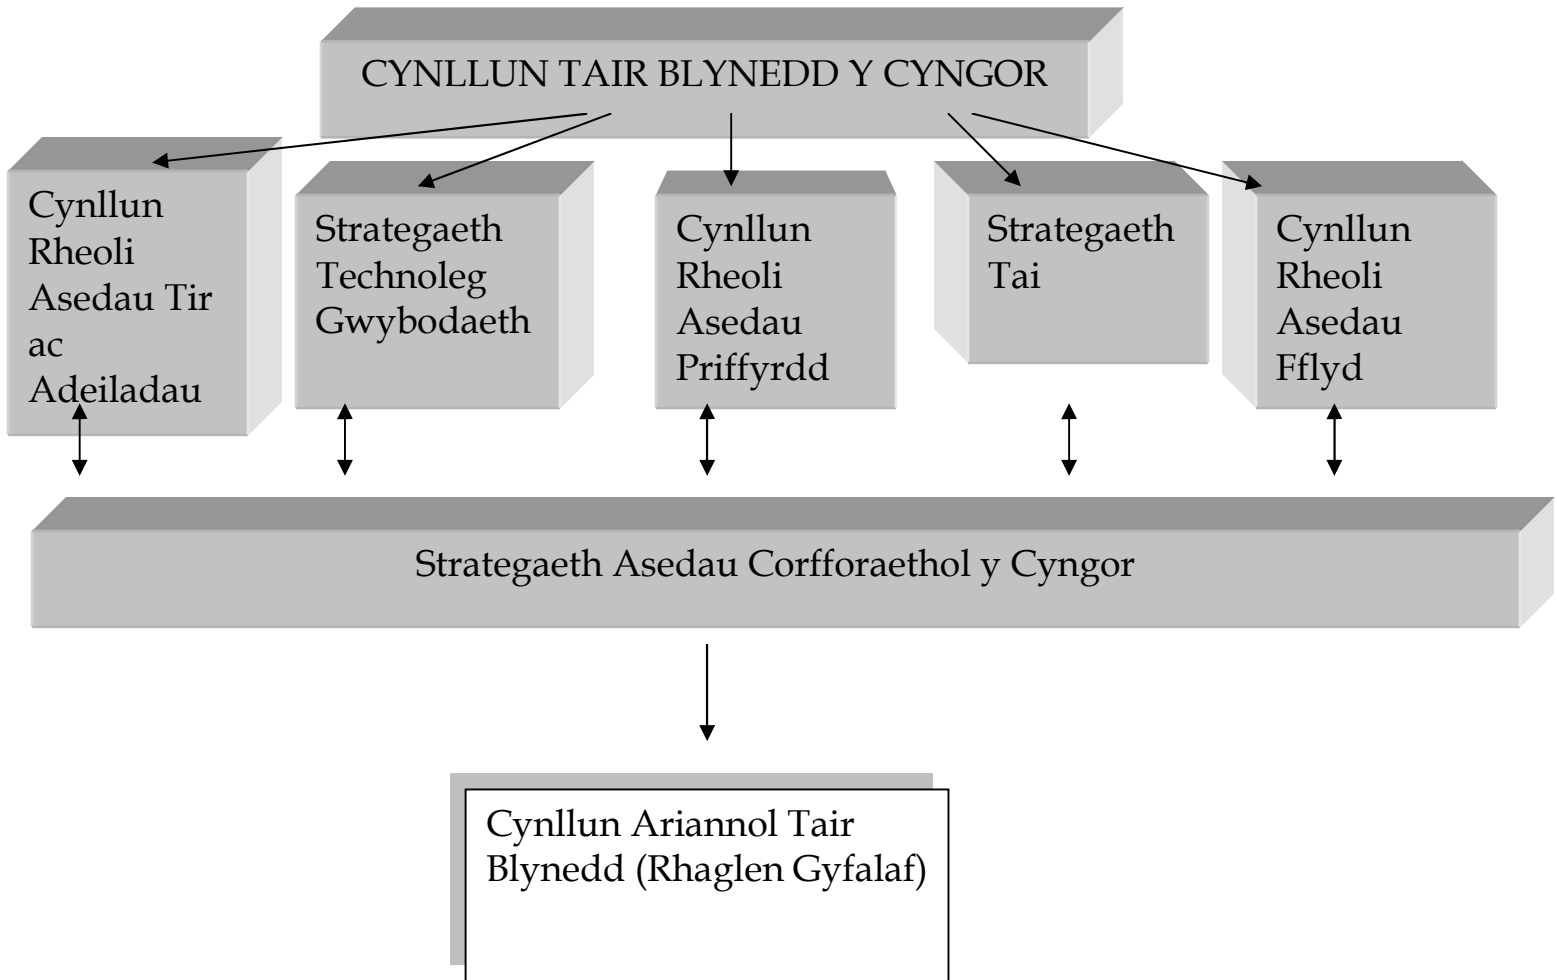 CYNLLUN TAIR BLYNEDD Y CYNGOR
Cynllun
Rheoli
Asedau Tir
ac
Adeiladau
Strategaeth
Technoleg
Gwybodaeth
Cynllun
Rheoli
Asedau
Priffyrdd
Strategaeth
Tai
Cynllun
Rheoli
Asedau
Fflyd
Strategaeth Asedau Corfforaethol y Cyngor
Cynllun Ariannol Tair
Blynedd (Rhaglen Gyfalaf)